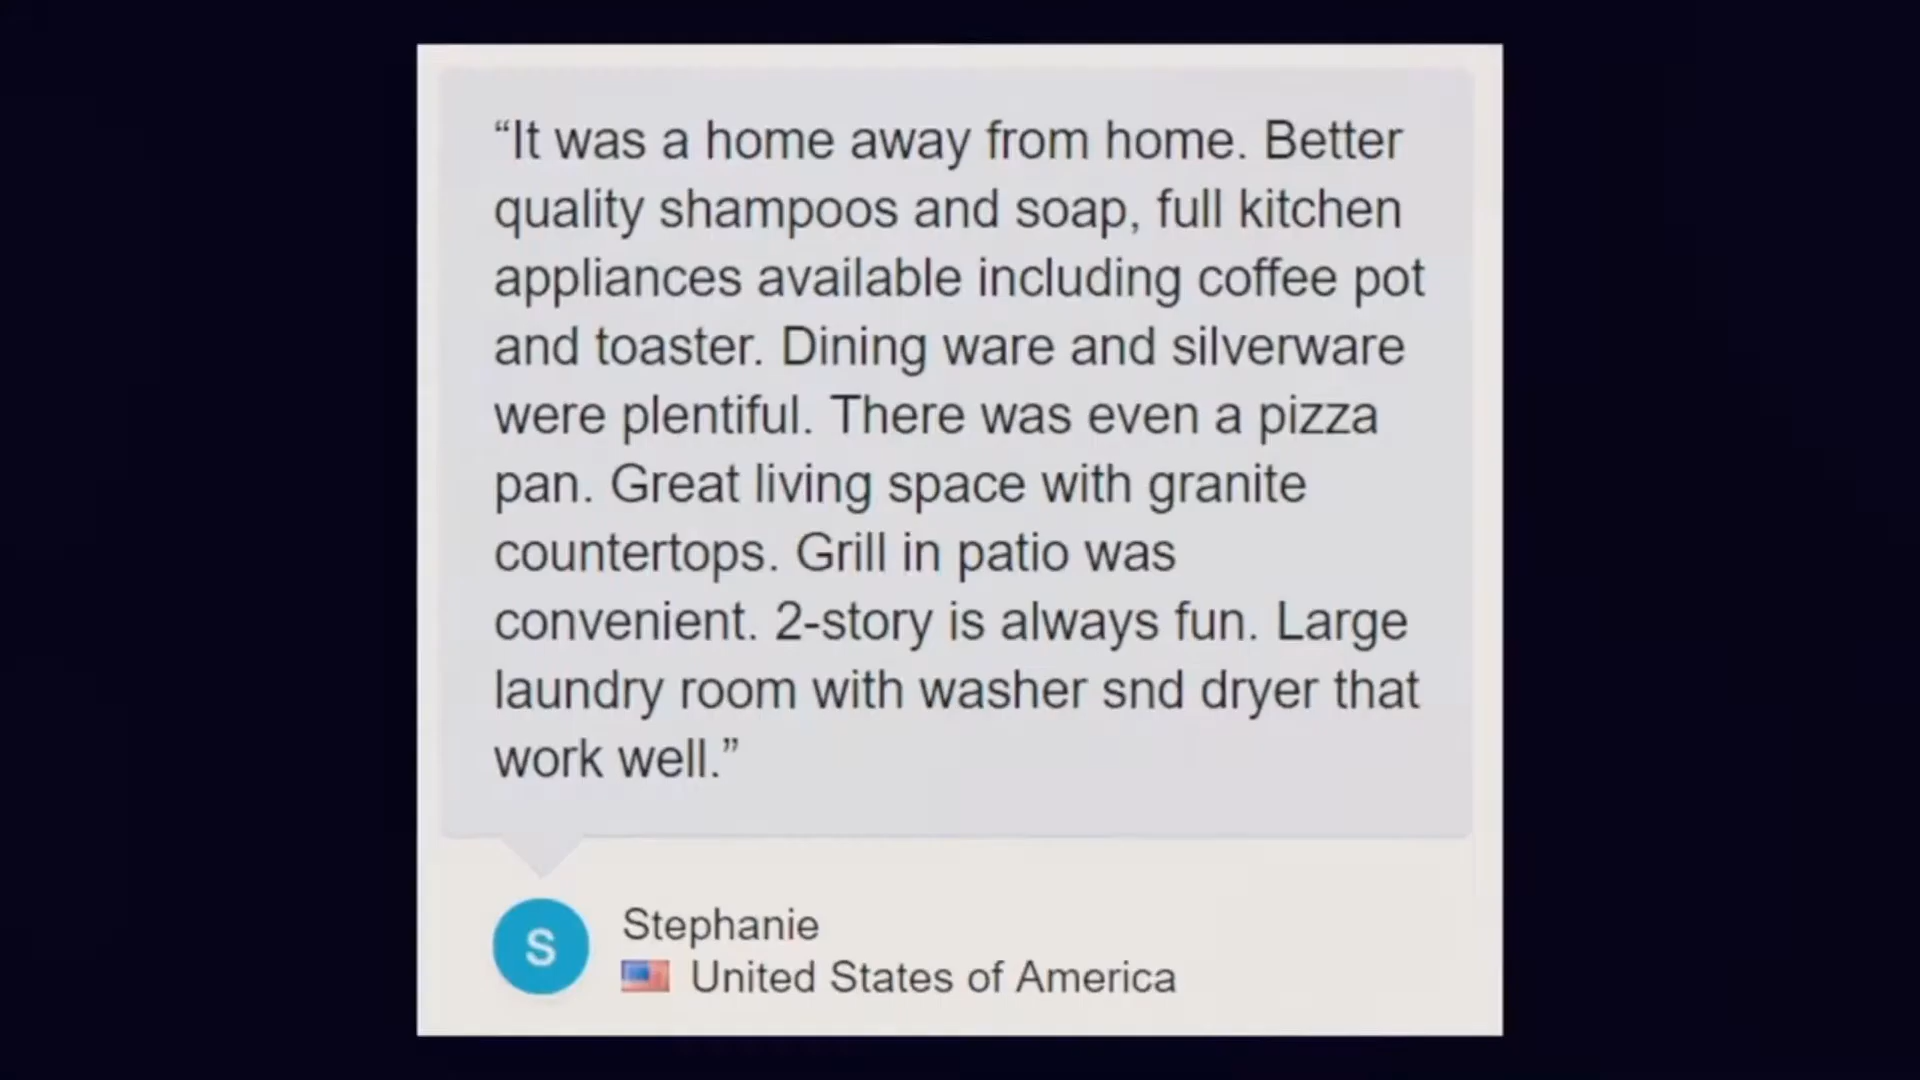 “It was a home away from home. Better
quality shampoos and soap, full kitchen
appliances available including coffee pot
and toaster. Dining ware and silverware
were plentiful. There was even a pizza
pan. Great living space with granite
countertops. Grill in patio was
convenient. 2-story is always fun. Large
laundry room with washer snd dryer that
work well.”
S
Stephanie
United States of America